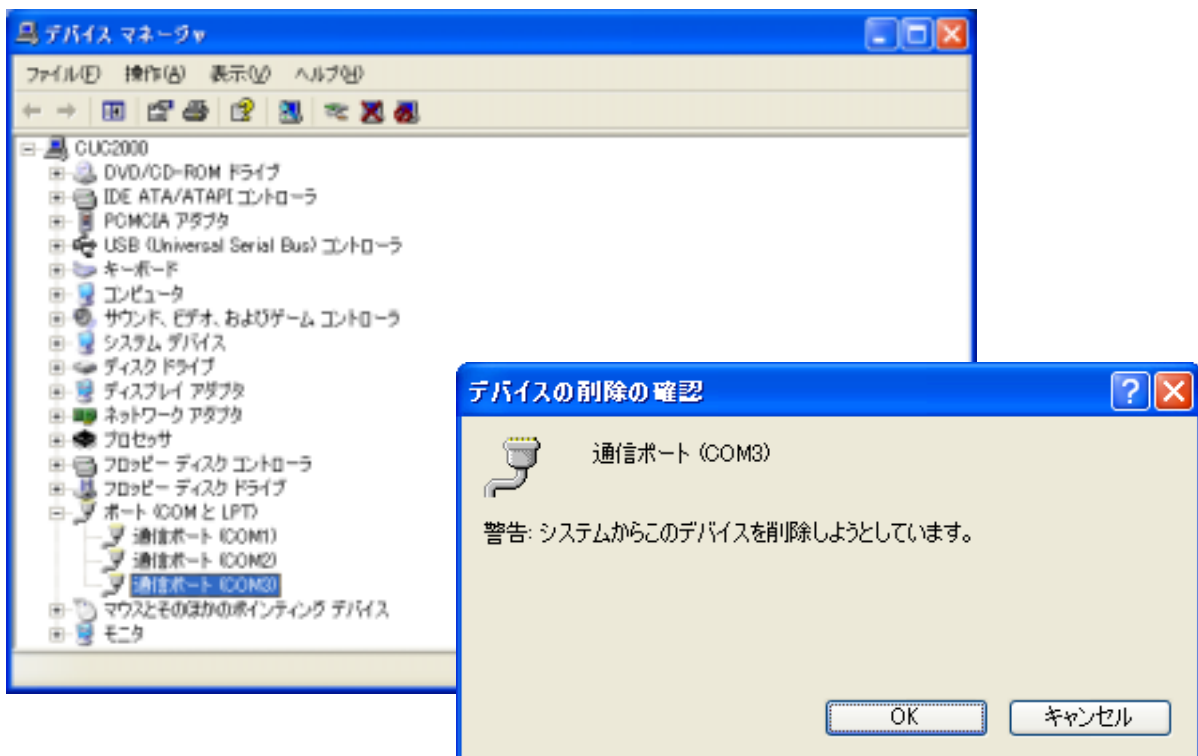 デバイス マネージャ
ファイル(F) 操作(A) 表示(V) ヘルプ(H)
CUC2000
DVD/CD-ROM ドライブ
IDE ATA/ATAPI コントローラ
PCMCIA アダプタ
USB (Universal Serial Bus) コントローラ
キーボード
コンピュータ
サウンド、ビデオ、およびゲーム コントローラ
システム デバイス
ディスク ドライブ
ディスプレイ アダプタ
ネットワーク アダプタ
プロセッサ
フロッピー ディスク コントローラ
フロッピー ディスク ドライブ
ポート (COM と LPT)
通信ポート (COM1)
通信ポート (COM2)
通信ポート (COM3)
マウスとそのほかのポインティング デバイス
モニタ
デバイスの削除の確認
通信ポート (COM3)
警告: システムからこのデバイスを削除しようとしています。
OK キャンセル